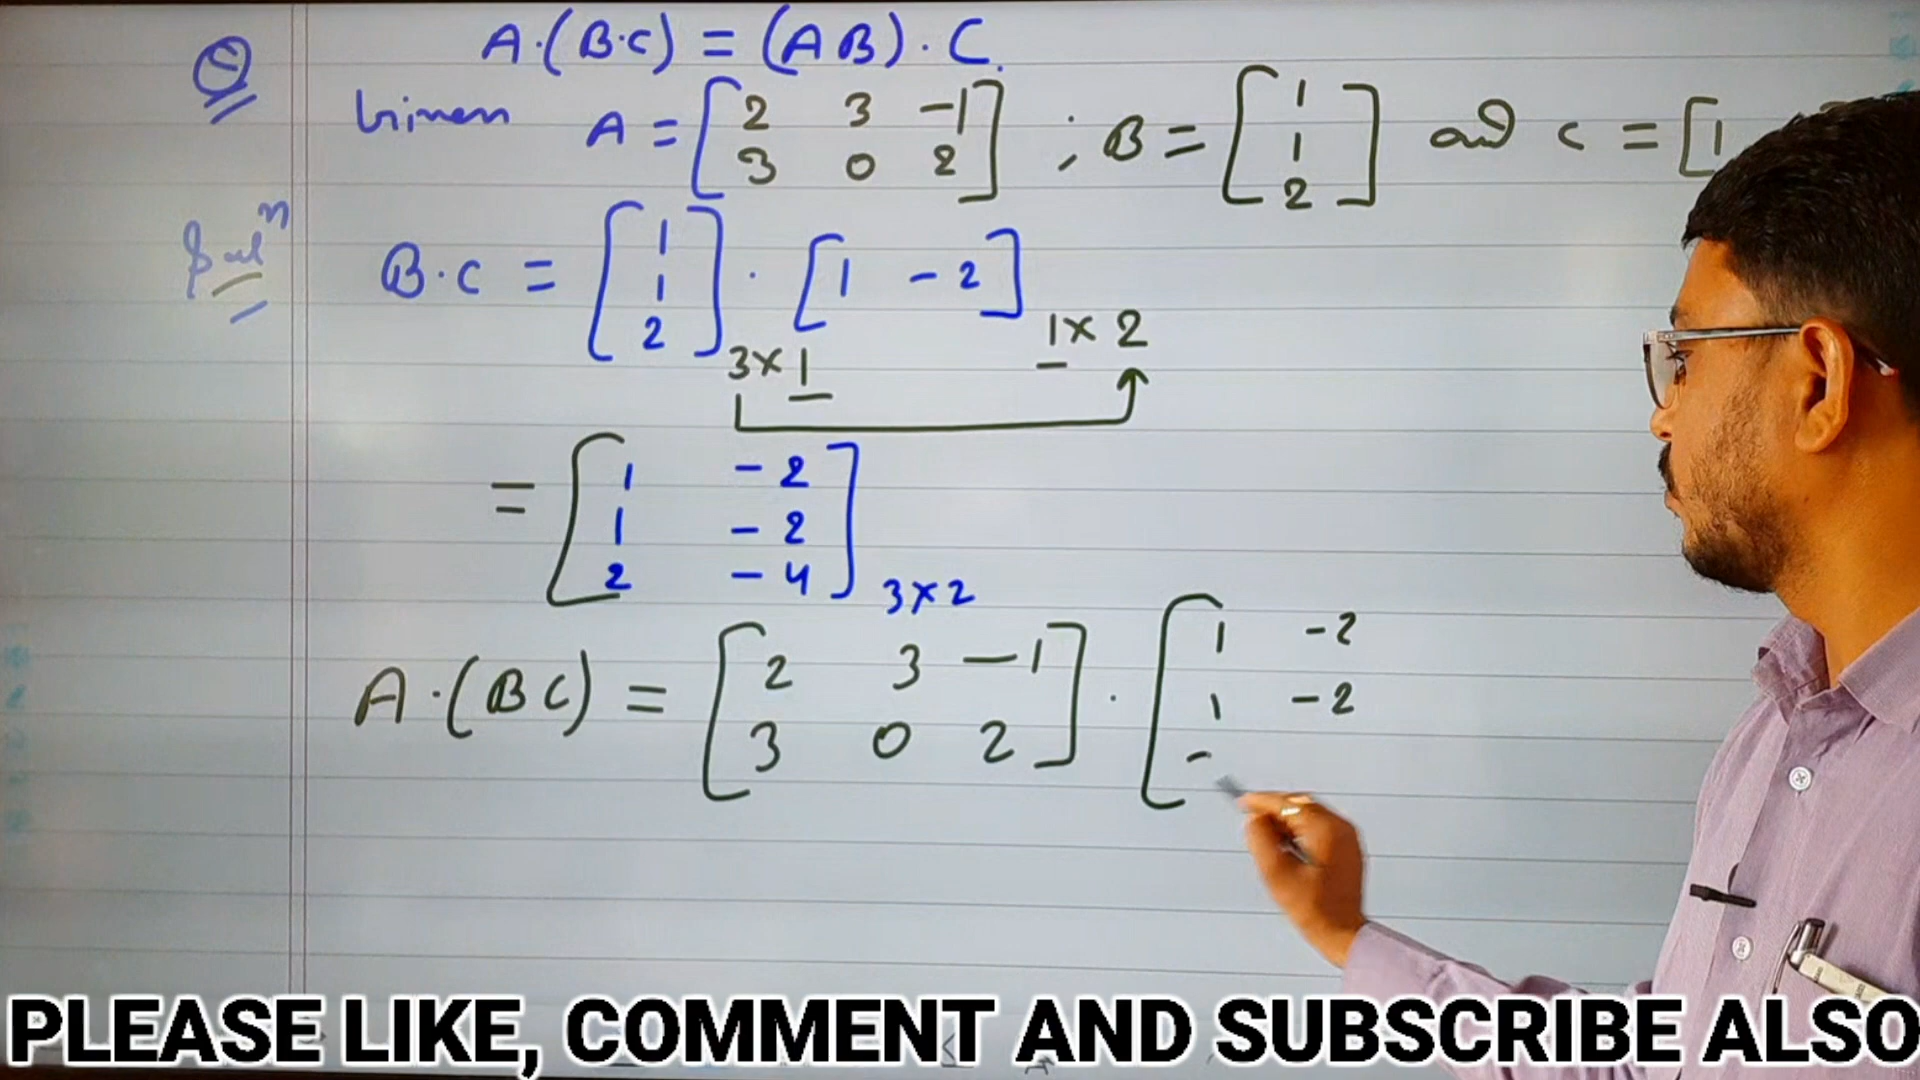 Q A.(B.C) = (AB).C.
Given A = [2 3 -1; 3 0 2] ; B = [1; 1; 2] and C = [1
Solⁿ B.C = [1; 1; 2] . [1 -2]
3×1 1×2
= [1 -2; 1 -2; 2 -4] 3×2
A.(BC) = [2 3 -1; 3 0 2] . [1 -2; 1 -2; -
PLEASE LIKE, COMMENT AND SUBSCRIBE ALSO